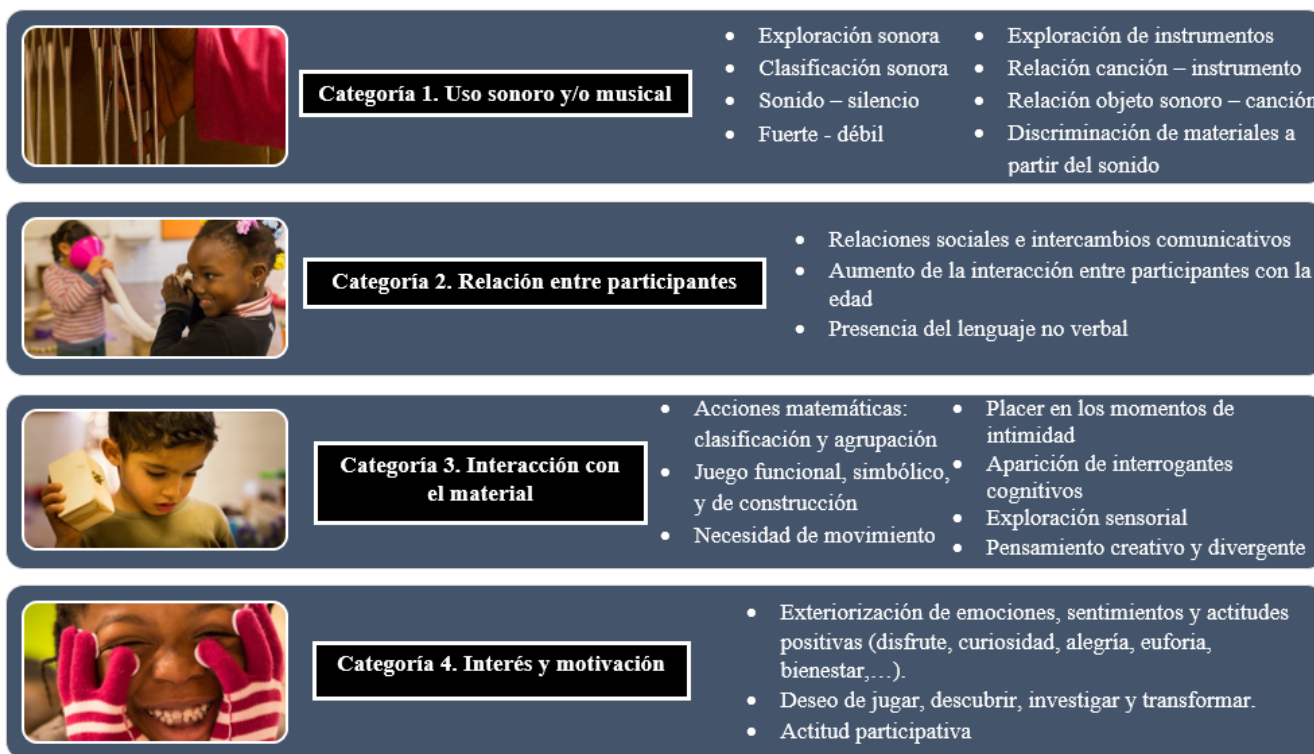 Categoría 1. Uso sonoro y/o musical
• Exploración sonora
• Clasificación sonora
• Sonido – silencio
• Fuerte - débil
• Exploración de instrumentos
• Relación canción – instrumento
• Relación objeto sonoro – canción
• Discriminación de materiales a
partir del sonido
Categoría 2. Relación entre participantes
• Relaciones sociales e intercambios comunicativos
• Aumento de la interacción entre participantes con la
edad
• Presencia del lenguaje no verbal
Categoría 3. Interacción con
el material
• Acciones matemáticas:
clasificación y agrupación
• Juego funcional, simbólico,
y de construcción
• Necesidad de movimiento
• Placer en los momentos de
intimidad
• Aparición de interrogantes
cognitivos
• Exploración sensorial
• Pensamiento creativo y divergente
Categoría 4. Interés y motivación
• Exteriorización de emociones, sentimientos y actitudes
positivas (disfrute, curiosidad, alegría, euforia,
bienestar,…).
• Deseo de jugar, descubrir, investigar y transformar.
• Actitud participativa